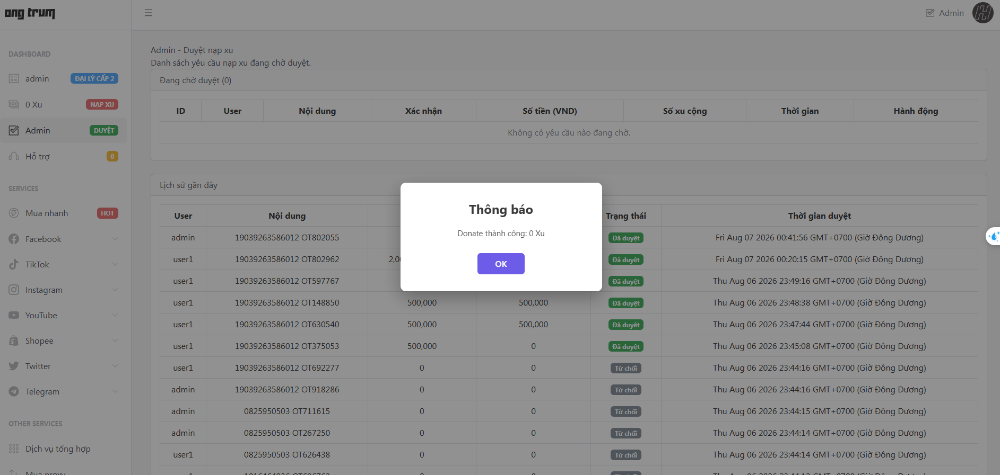 ong trum
Admin
DASHBOARD
admin ĐẠI LÝ CẤP 2
0 Xu NẠP XU
Admin DUYỆT
Hỗ trợ 0
SERVICES
Mua nhanh HOT
Facebook
TikTok
Instagram
YouTube
Shopee
Twitter
Telegram
OTHER SERVICES
Dịch vụ tổng hợp
Mua proxy
Admin - Duyệt nạp xu
Danh sách yêu cầu nạp xu đang chờ duyệt.
Đang chờ duyệt (0)
ID User Nội dung Xác nhận Số tiền (VND) Số xu cộng Thời gian Hành động
Không có yêu cầu nào đang chờ.
Lịch sử gần đây
User Nội dung Trạng thái Thời gian duyệt
admin 19039263586012 OT802055 Đã duyệt Fri Aug 07 2026 00:41:56 GMT+0700 (Giờ Đông Dương)
user1 19039263586012 OT802962 Đã duyệt Fri Aug 07 2026 00:20:15 GMT+0700 (Giờ Đông Dương)
user1 19039263586012 OT597767 Đã duyệt Thu Aug 06 2026 23:49:16 GMT+0700 (Giờ Đông Dương)
user1 19039263586012 OT148850 500,000 500,000 Đã duyệt Thu Aug 06 2026 23:48:38 GMT+0700 (Giờ Đông Dương)
user1 19039263586012 OT630540 500,000 500,000 Đã duyệt Thu Aug 06 2026 23:47:44 GMT+0700 (Giờ Đông Dương)
user1 19039263586012 OT375053 500,000 0 Đã duyệt Thu Aug 06 2026 23:45:08 GMT+0700 (Giờ Đông Dương)
user1 19039263586012 OT692277 0 0 Từ chối Thu Aug 06 2026 23:44:16 GMT+0700 (Giờ Đông Dương)
admin 19039263586012 OT918286 0 0 Từ chối Thu Aug 06 2026 23:44:16 GMT+0700 (Giờ Đông Dương)
admin 0825950503 OT711615 0 0 Từ chối Thu Aug 06 2026 23:44:15 GMT+0700 (Giờ Đông Dương)
admin 0825950503 OT267250 0 0 Từ chối Thu Aug 06 2026 23:44:14 GMT+0700 (Giờ Đông Dương)
user1 0825950503 OT626438 0 0 Từ chối Thu Aug 06 2026 23:44:14 GMT+0700 (Giờ Đông Dương)
Thông báo
Donate thành công: 0 Xu
OK